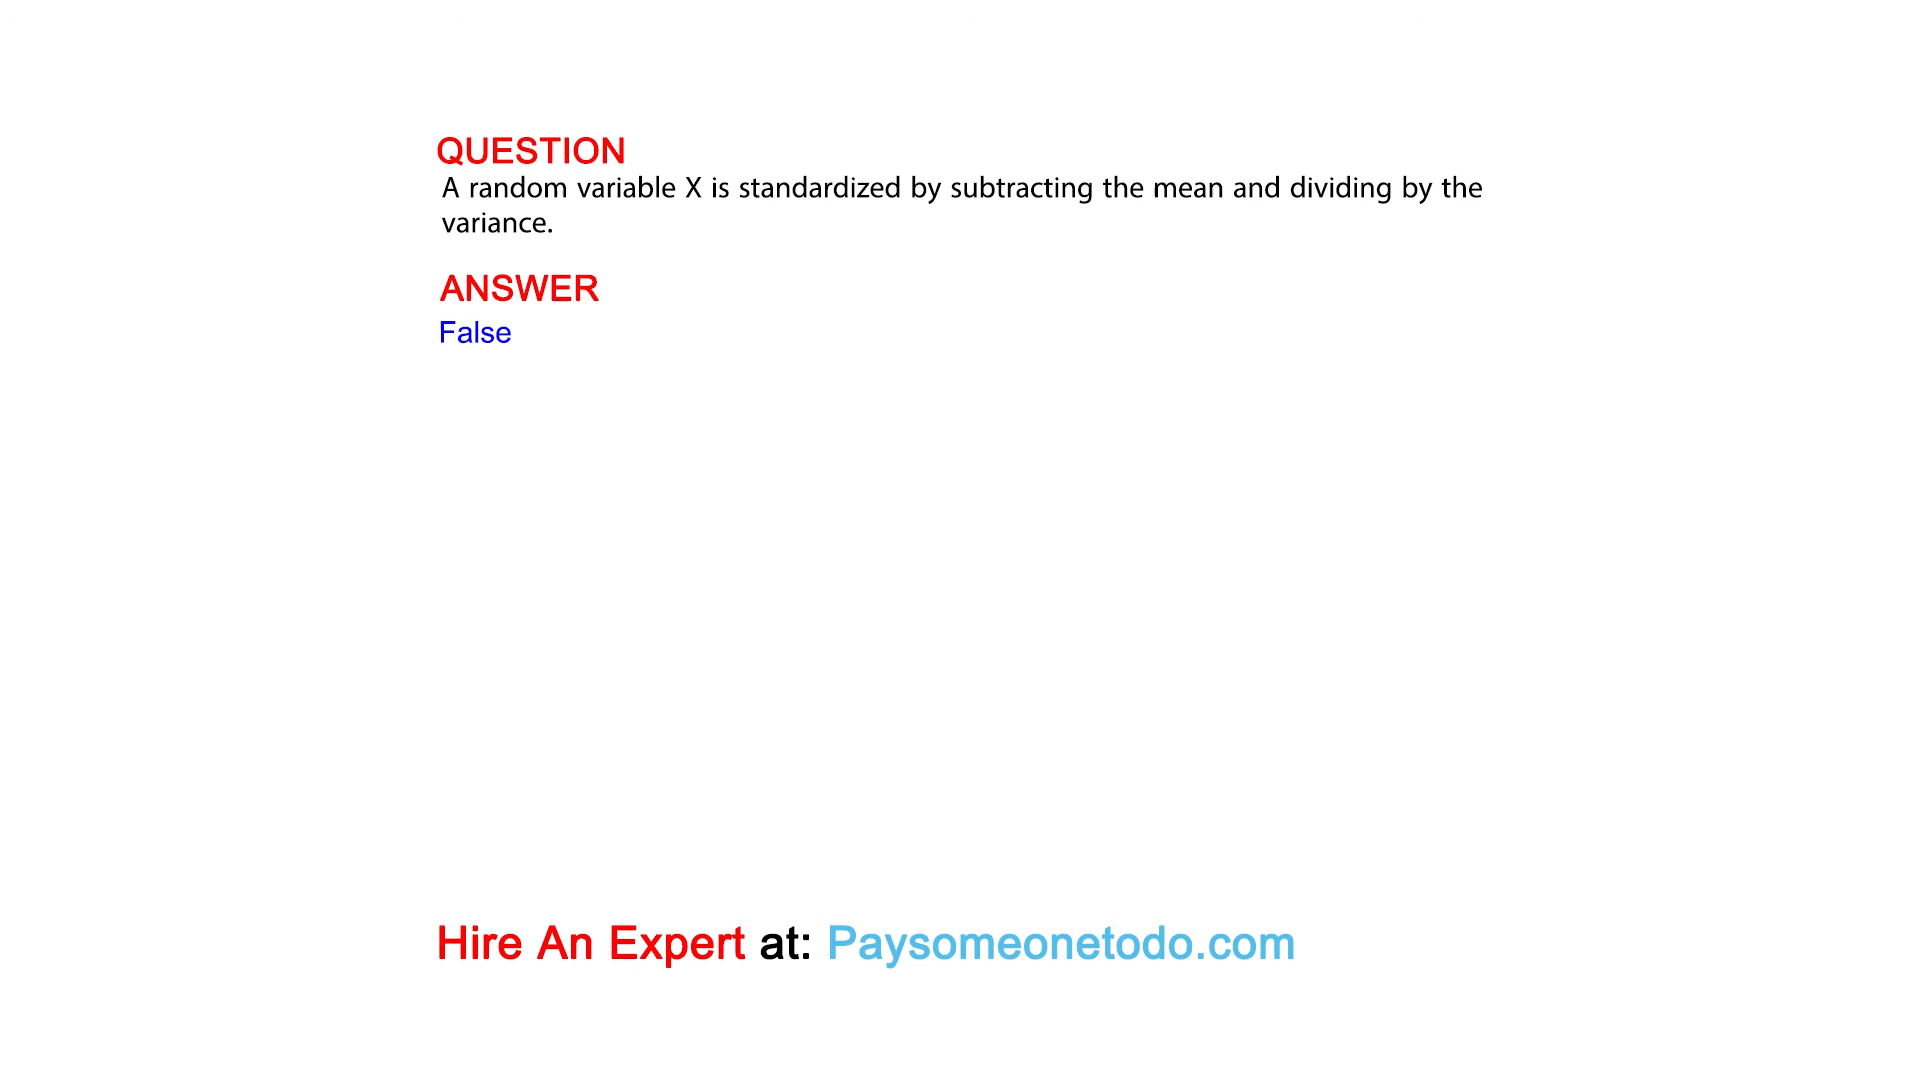 QUESTION
A random variable X is standardized by subtracting the mean and dividing by the
variance.
ANSWER
False
Hire An Expert at: Paysomeonetodo.com